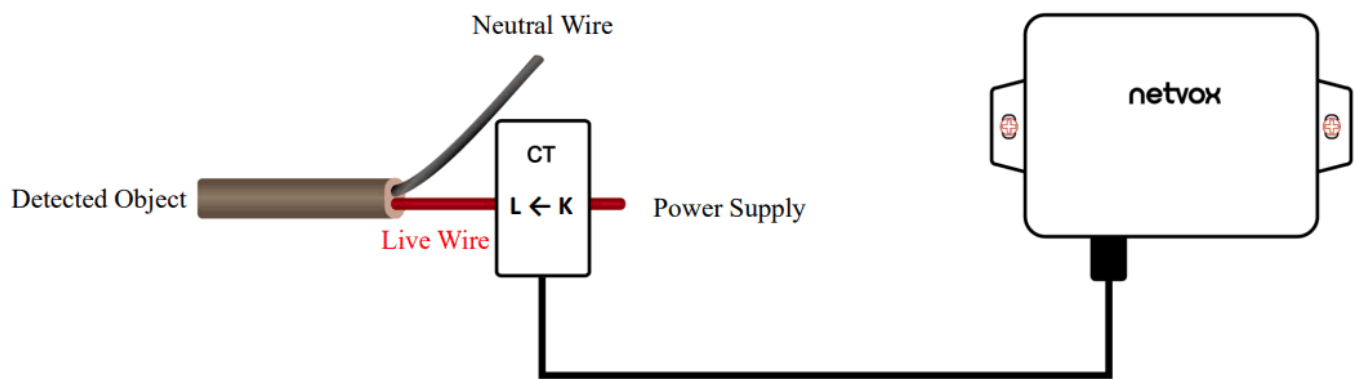 Neutral Wire
netvox
CT
Detected Object
L ← K
Power Supply
Live Wire